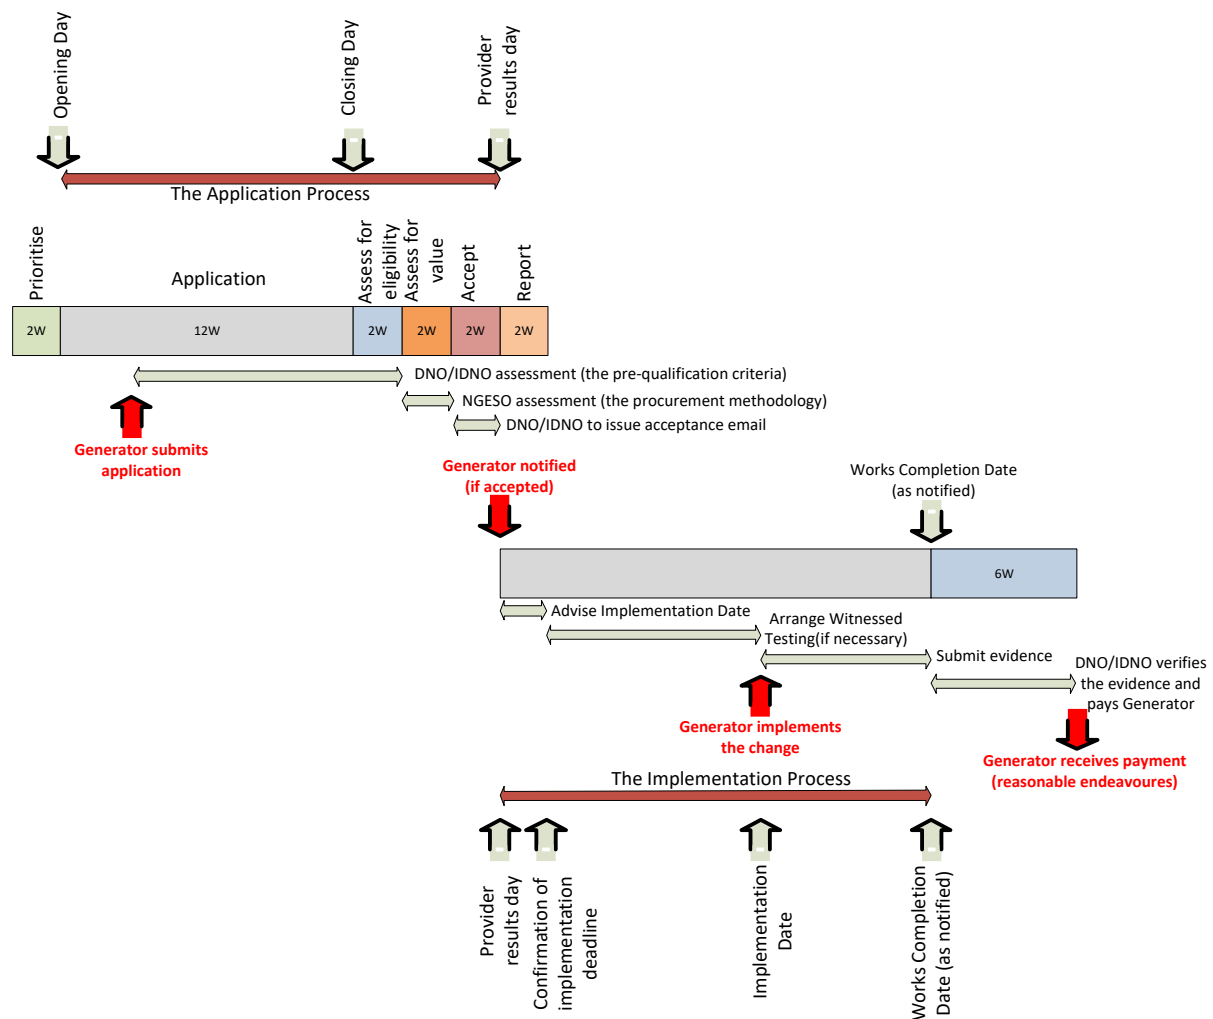 Opening Day
Closing Day
Provider
results day
The Application Process
Prioritise
Application
Assess for
eligibility
Assess for
value
Accept
Report
2W
12W
2W
2W
2W
2W
DNO/IDNO assessment (the pre-qualification criteria)
NGESO assessment (the procurement methodology)
DNO/IDNO to issue acceptance email
Generator submits
application
Generator notified
(if accepted)
Works Completion Date
(as notified)
6W
Advise Implementation Date
Arrange Witnessed
Testing(if necessary)
Submit evidence
DNO/IDNO verifies
the evidence and
pays Generator
Generator implements
the change
Generator receives payment
(reasonable endeavoures)
The Implementation Process
Provider
results day
Confirmation of
implementation
deadline
Implementation
Date
Works Completion
Date (as notified)